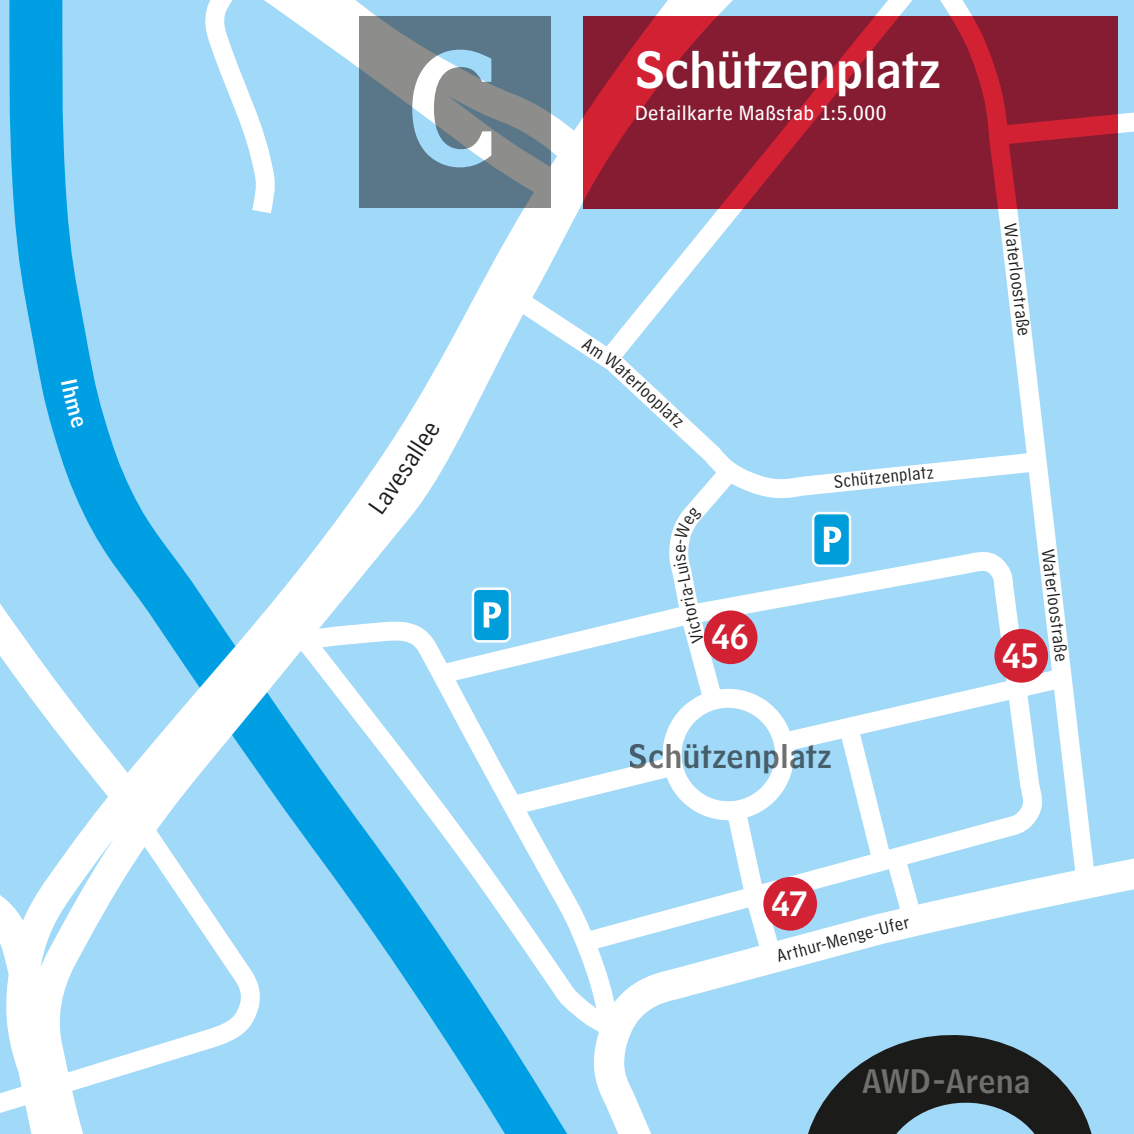 C
Schützenplatz
Detailkarte Maßstab 1:5.000
Waterloostraße
Am Waterlooplatz
Ihme
Lavesallee
Schützenplatz
P
Victoria-Luise-Weg
Waterloostraße
P
46
45
Schützenplatz
47
Arthur-Menge-Ufer
AWD-Arena